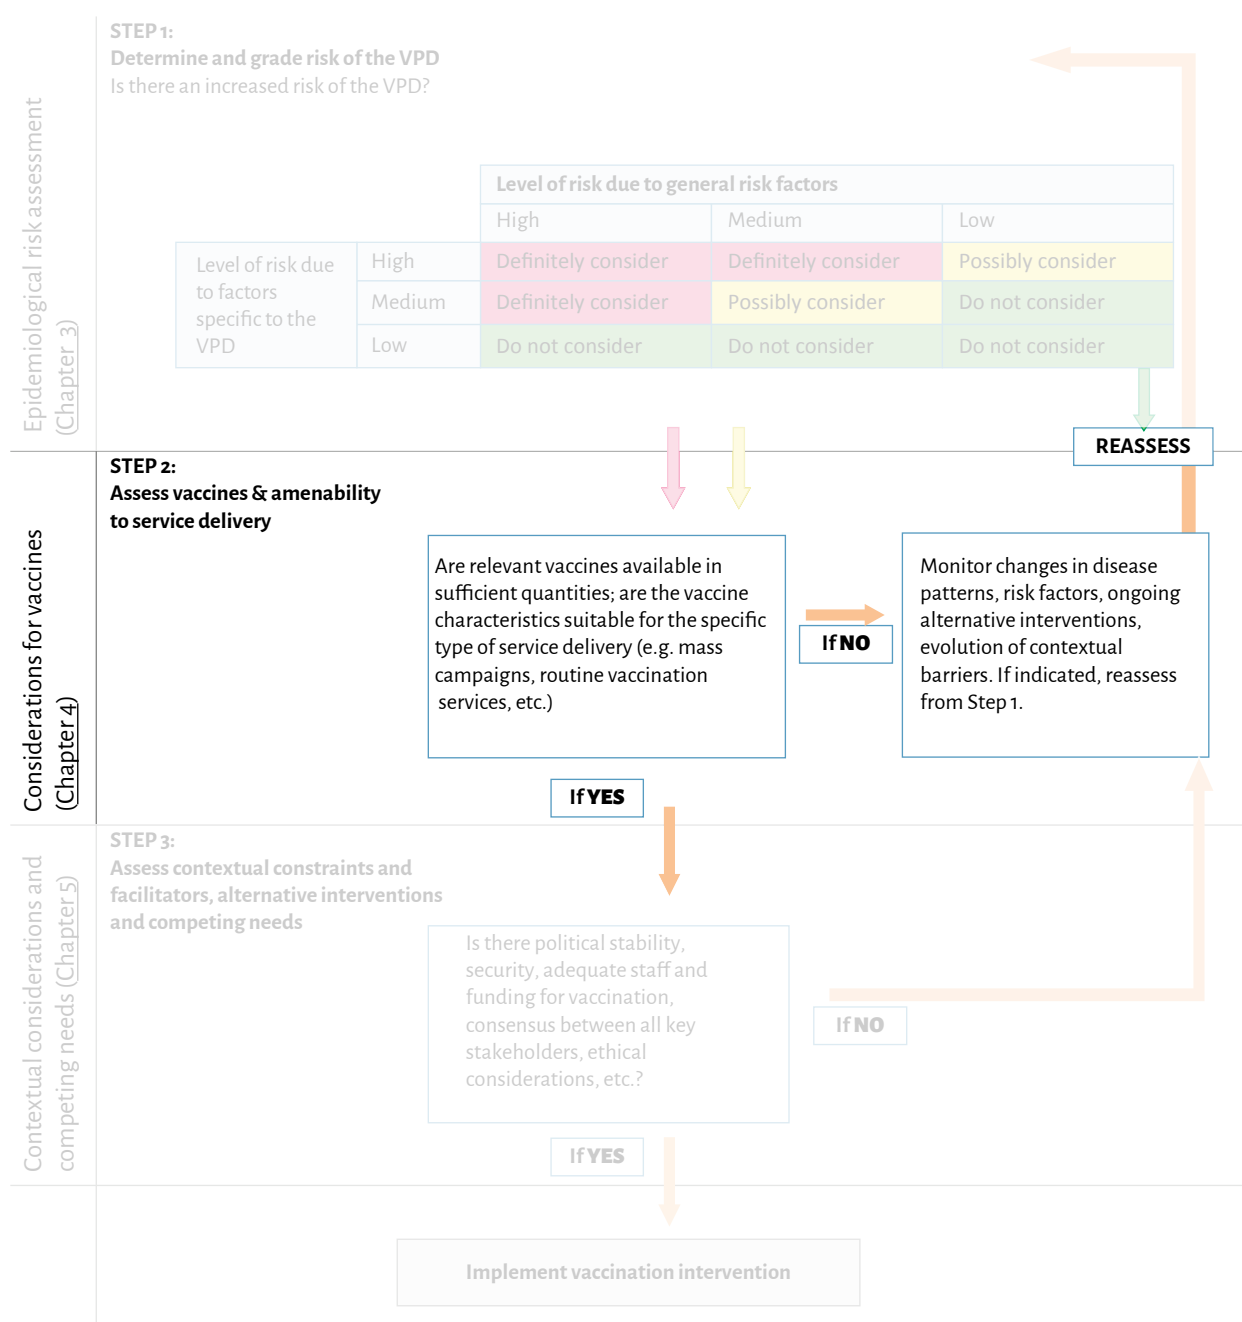 STEP 1:
Determine and grade risk of the VPD
Is there an increased risk of the VPD?
Epidemiological risk assessment
(Chapter 3)
Level of risk due to general risk factors
High
Medium
Low
Level of risk due
to factors
specific to the
VPD
High
Definitely consider
Definitely consider
Possibly consider
Medium
Definitely consider
Possibly consider
Do not consider
Low
Do not consider
Do not consider
Do not consider
REASSESS
STEP 2:
Assess vaccines & amenability
to service delivery
Considerations for vaccines
(Chapter 4)
Are relevant vaccines available in
sufficient quantities; are the vaccine
characteristics suitable for the specific
type of service delivery (e.g. mass
campaigns, routine vaccination
services, etc.)
If NO
Monitor changes in disease
patterns, risk factors, ongoing
alternative interventions,
evolution of contextual
barriers. If indicated, reassess
from Step 1.
If YES
STEP 3:
Assess contextual constraints and
facilitators, alternative interventions
and competing needs
Contextual considerations and
competing needs (Chapter 5)
Is there political stability,
security, adequate staff and
funding for vaccination,
consensus between all key
stakeholders, ethical
considerations, etc.?
If NO
If YES
Implement vaccination intervention